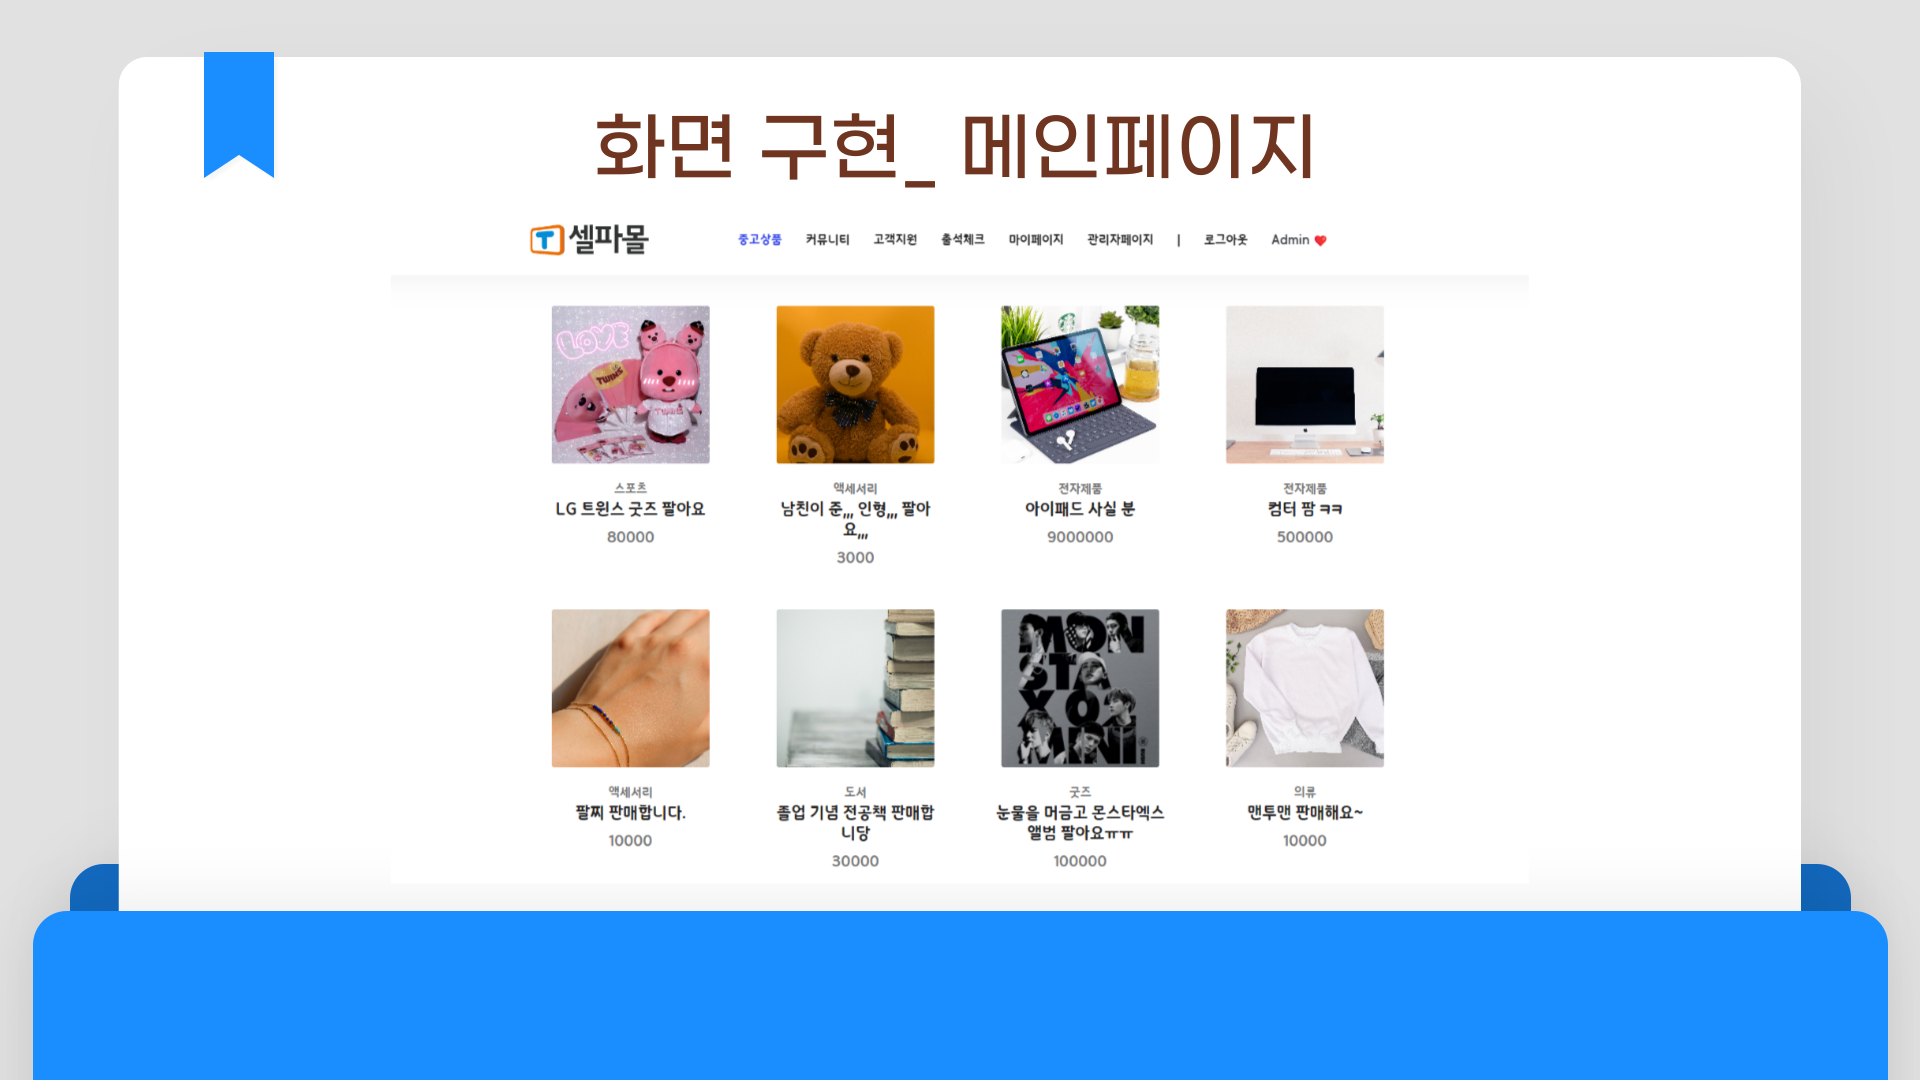 화면 구현_ 메인페이지
T 셀파몰
중고상품 커뮤니티 고객지원 출석체크 마이페이지 관리자페이지 | 로그아웃 Admin ❤
LOVE
TWINS
TWINS
스포츠 액세서리 전자제품 전자제품
LG 트윈스 굿즈 팔아요
80000
남친이 준,,, 인형,,, 팔아
요,,,
3000
아이패드 사실 분
9000000
컴터 팜 ㅋㅋ
500000
MON
STA
X 02
MINI
액세서리 도서 굿즈 의류
팔찌 판매합니다.
10000
졸업 기념 전공책 판매합
니당
30000
눈물을 머금고 몬스타엑스
앨범 팔아요ㅠㅠ
100000
맨투맨 판매해요~
10000